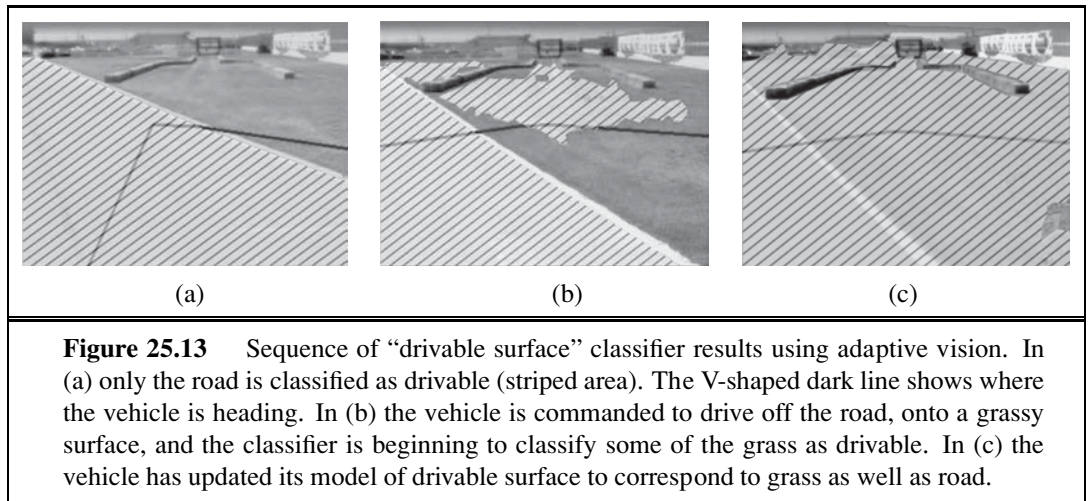 (a) (b) (c)
Figure 25.13 Sequence of “drivable surface” classifier results using adaptive vision. In
(a) only the road is classified as drivable (striped area). The V-shaped dark line shows where
the vehicle is heading. In (b) the vehicle is commanded to drive off the road, onto a grassy
surface, and the classifier is beginning to classify some of the grass as drivable. In (c) the
vehicle has updated its model of drivable surface to correspond to grass as well as road.